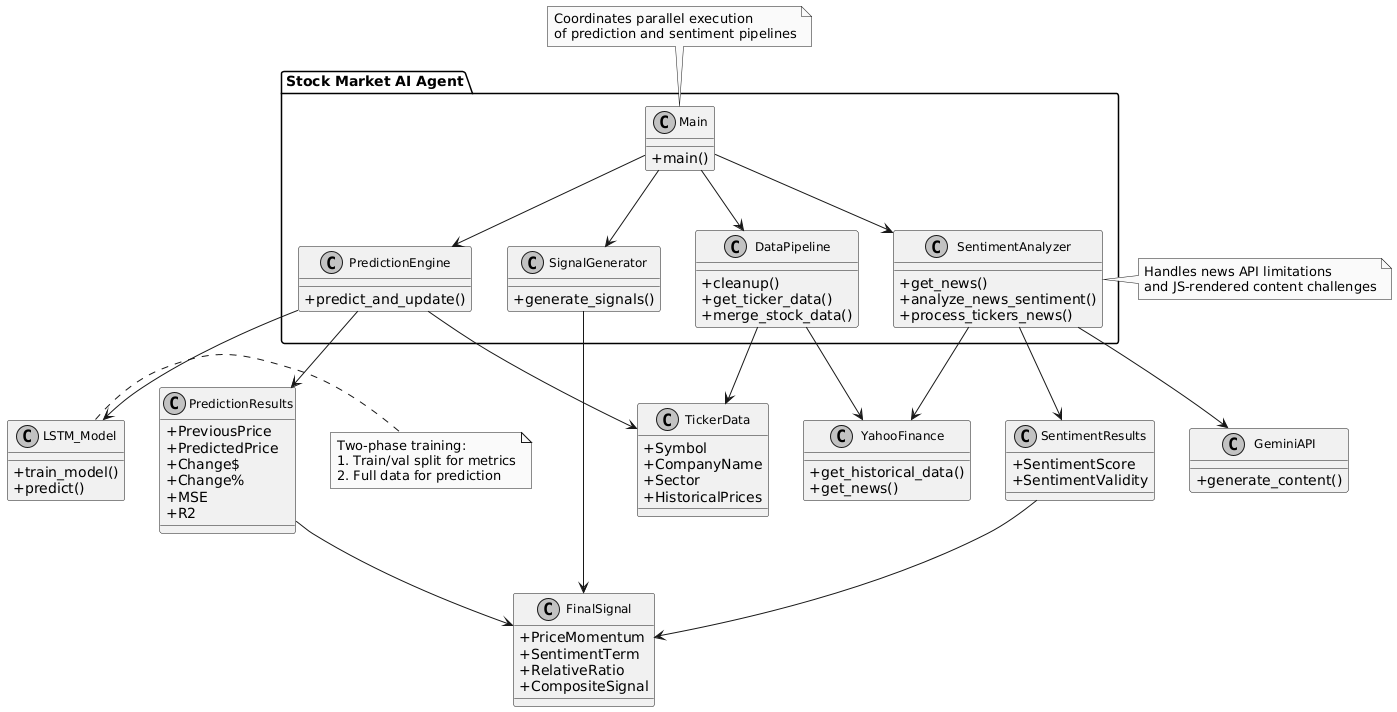 Coordinates parallel execution
of prediction and sentiment pipelines
Stock Market AI Agent
C Main
+main()
C PredictionEngine
+predict_and_update()
C SignalGenerator
+generate_signals()
C DataPipeline
+cleanup()
+get_ticker_data()
+merge_stock_data()
C SentimentAnalyzer
+get_news()
+analyze_news_sentiment()
+process_tickers_news()
Handles news API limitations
and JS-rendered content challenges
C LSTM_Model
+train_model()
+predict()
C PredictionResults
+PreviousPrice
+PredictedPrice
+Change$
+Change%
+MSE
+R2
Two-phase training:
1. Train/val split for metrics
2. Full data for prediction
C TickerData
+Symbol
+CompanyName
+Sector
+HistoricalPrices
C YahooFinance
+get_historical_data()
+get_news()
C SentimentResults
+SentimentScore
+SentimentValidity
C GeminiAPI
+generate_content()
C FinalSignal
+PriceMomentum
+SentimentTerm
+RelativeRatio
+CompositeSignal